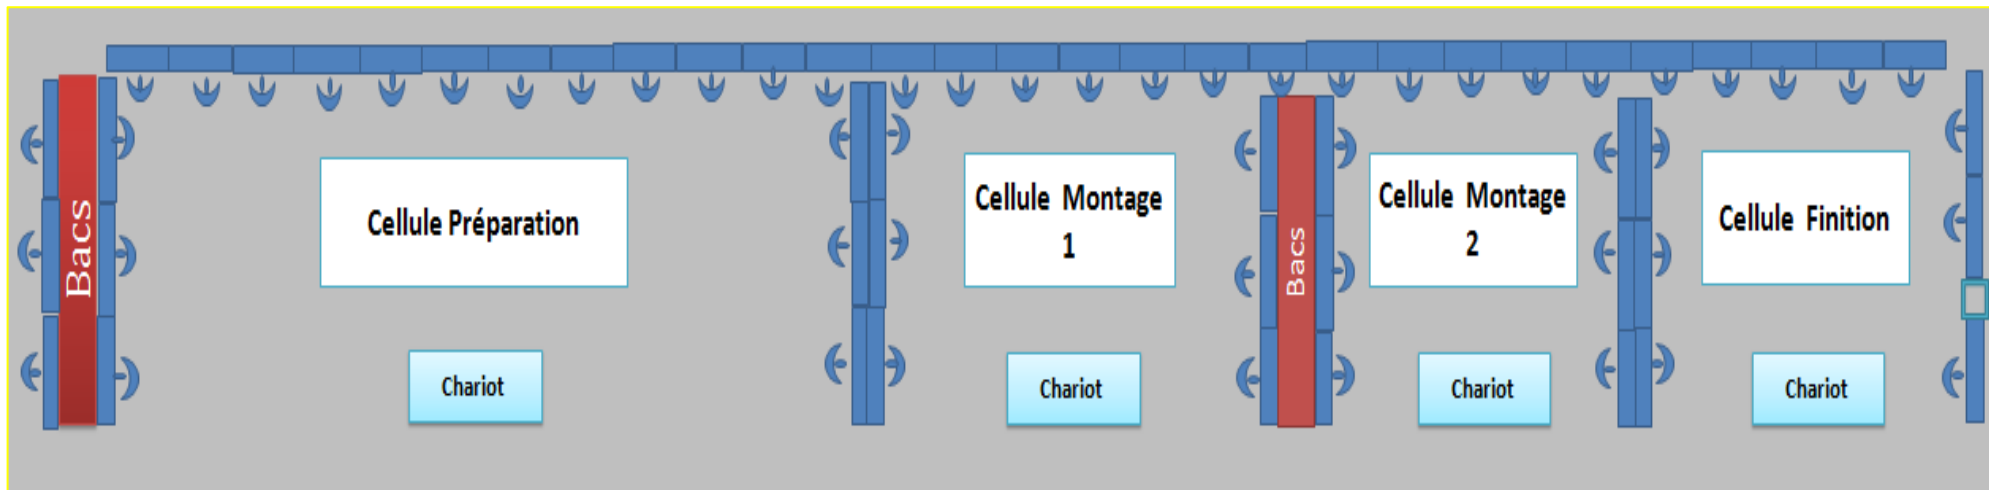 Bacs
Cellule Préparation
Chariot
Cellule Montage
1
Chariot
Bacs
Cellule Montage
2
Chariot
Cellule Finition
Chariot